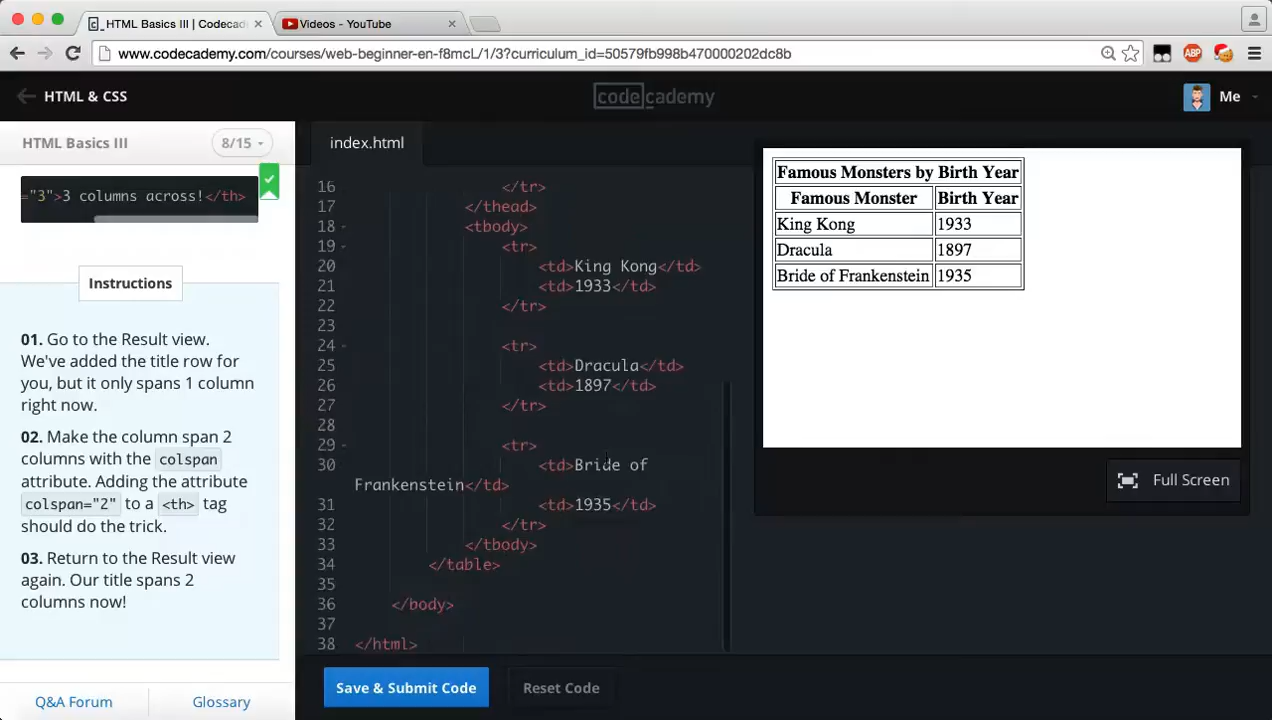 HTML Basics III | Codecad
Videos - YouTube
www.codecademy.com/courses/web-beginner-en-f8mcL/1/3?curriculum_id=50579fb998b470000202dc8b
ABP
HTML & CSS
codecademy
Me
HTML Basics III
8/15
="3">3 columns across!</th>
Instructions
01. Go to the Result view.
We've added the title row for
you, but it only spans 1 column
right now.
02. Make the column span 2
columns with the colspan
attribute. Adding the attribute
colspan="2" to a <th> tag
should do the trick.
03. Return to the Result view
again. Our title spans 2
columns now!
Q&A Forum
Glossary
index.html
16 </tr>
17 </thead>
18 <tbody>
19 <tr>
20 <td>King Kong</td>
21 <td>1933</td>
22 </tr>
23
24 <tr>
25 <td>Dracula</td>
26 <td>1897</td>
27 </tr>
28
29 <tr>
30 <td>Bride of
Frankenstein</td>
31 <td>1935</td>
32 </tr>
33 </tbody>
34 </table>
35
36 </body>
37
38 </html>
Save & Submit Code
Reset Code
Famous Monsters by Birth Year
Famous Monster Birth Year
King Kong 1933
Dracula 1897
Bride of Frankenstein 1935
Full Screen